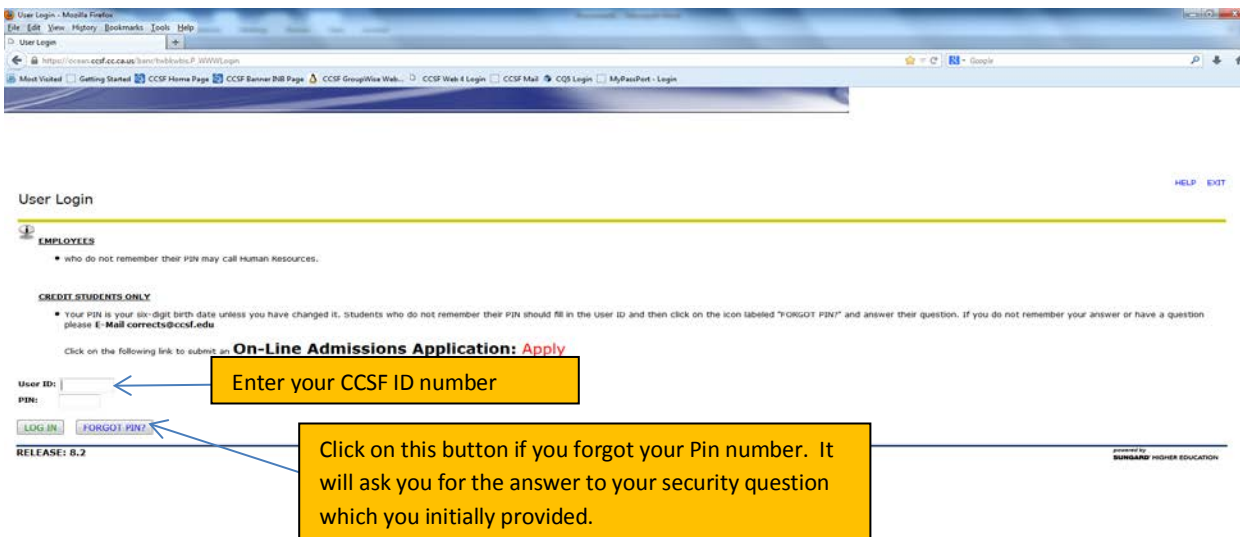 User Login - Mozilla Firefox
File Edit View History Bookmarks Tools Help
User Login +
https://ocean.ccsf.cc.ca.us/
Google
Most Visited Getting Started CCSF Home Page CCSF Banner INB Page CCSF GroupWise Web... CCSF Web 4 Login CCSF Mail CQS Login MyPassPort - Login
HELP EXIT
User Login
EMPLOYEES
• who do not remember their PIN may call Human Resources.
CREDIT STUDENTS ONLY
• Your PIN is your six-digit birth date unless you have changed it. Students who do not remember their PIN should fill in the User ID and then click on the icon labeled "FORGOT PIN?" and answer their question. If you do not remember your answer or have a question
please E-Mail corrects@ccsf.edu
Click on the following link to submit an On-Line Admissions Application: Apply
User ID:
Enter your CCSF ID number
PIN:
LOG IN FORGOT PIN?
Click on this button if you forgot your Pin number. It
will ask you for the answer to your security question
which you initially provided.
RELEASE: 8.2
powered by
SUNGARD HIGHER EDUCATION